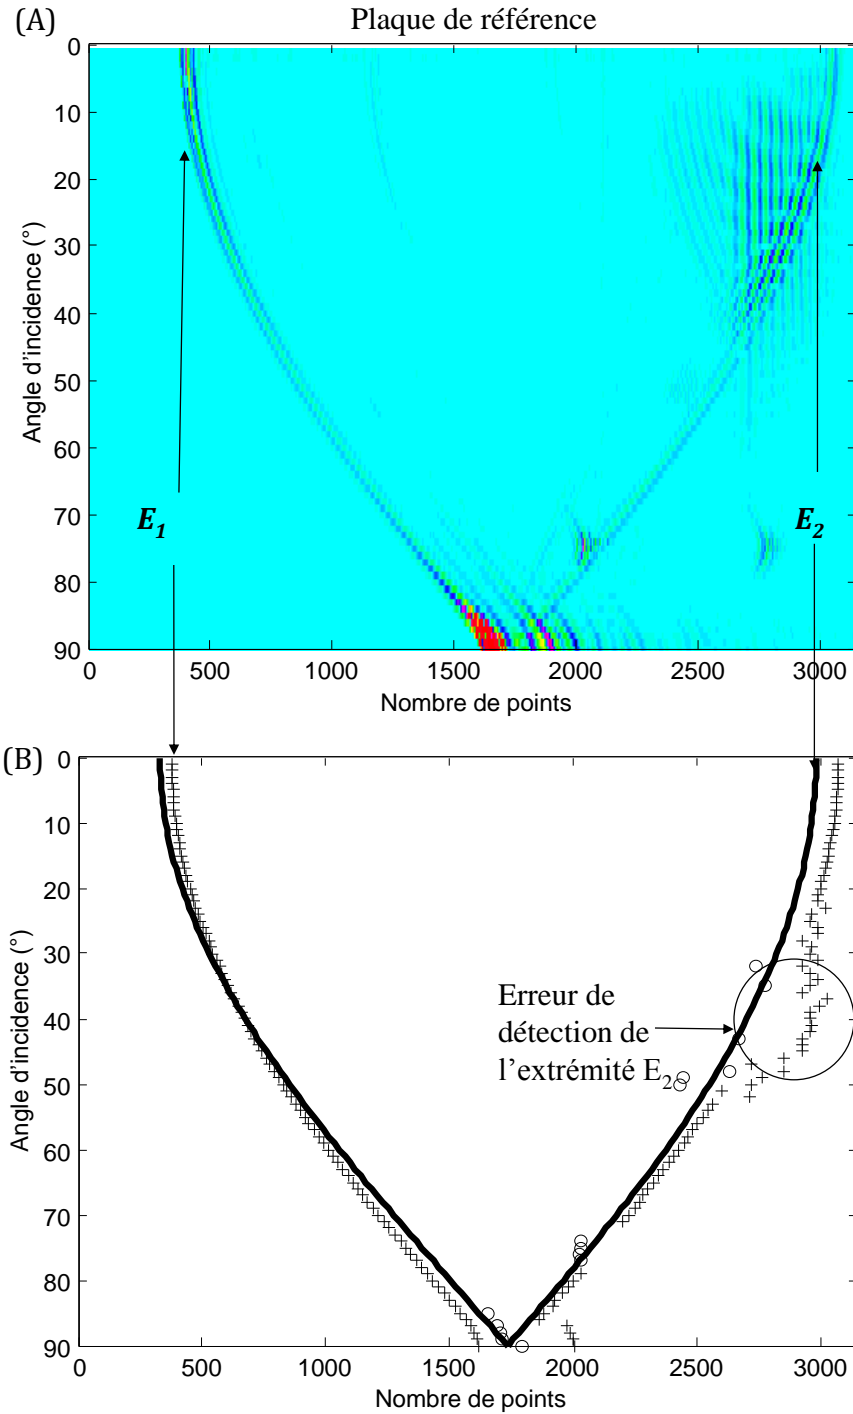 (A)
Plaque de référence
0
10
20
30
40
50
60
70
80
90
Angle d'incidence (°)
E1
E2
0
500
1000
1500
2000
2500
3000
Nombre de points
(B)
0
10
20
30
40
50
60
70
80
90
Angle d'incidence (°)
Erreur de
détection de
l'extrémité E2
0
500
1000
1500
2000
2500
3000
Nombre de points